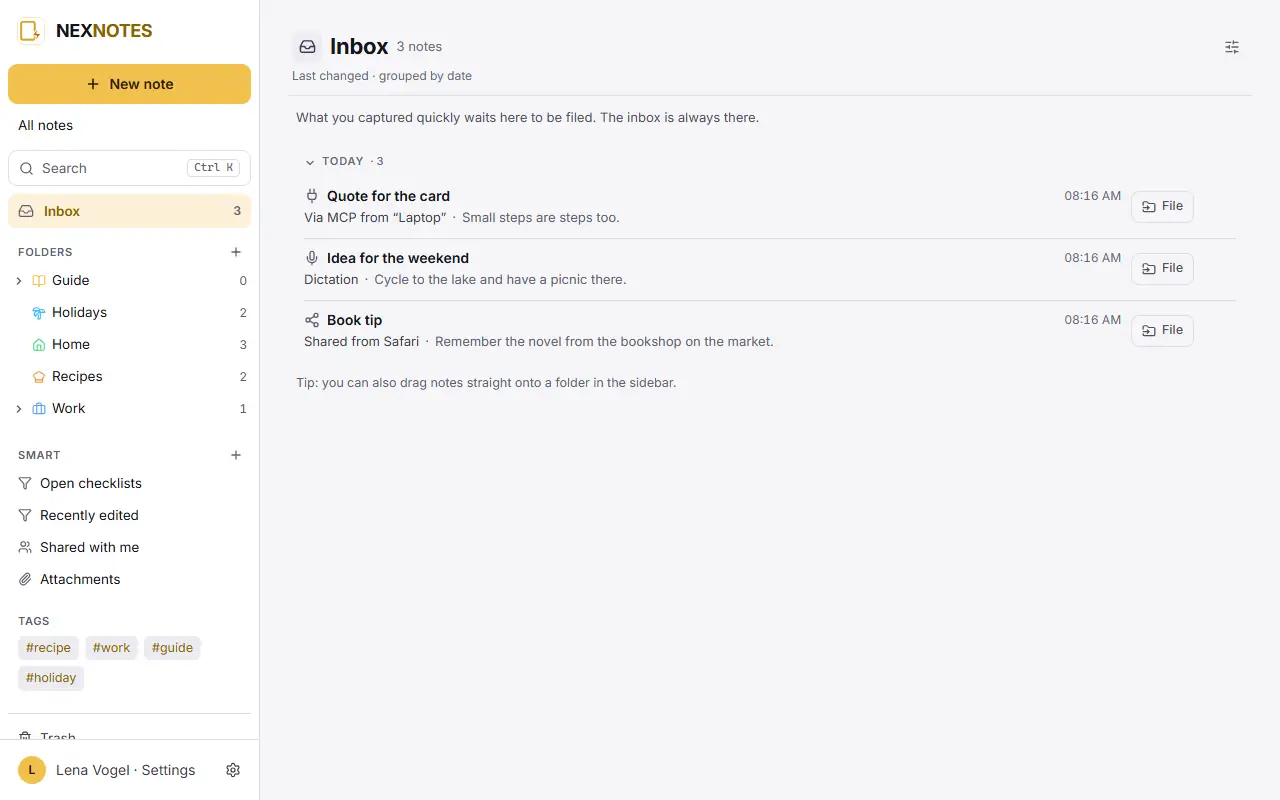 NEXNOTES
New note
All notes
Search Ctrl K
Inbox 3
FOLDERS
Guide 0
Holidays 2
Home 3
Recipes 2
Work 1
SMART
Open checklists
Recently edited
Shared with me
Attachments
TAGS
#recipe #work #guide
#holiday
Trash
L Lena Vogel · Settings
Inbox 3 notes
Last changed · grouped by date
What you captured quickly waits here to be filed. The inbox is always there.
TODAY · 3
Quote for the card 08:16 AM File
Via MCP from “Laptop” · Small steps are steps too.
Idea for the weekend 08:16 AM File
Dictation · Cycle to the lake and have a picnic there.
Book tip 08:16 AM File
Shared from Safari · Remember the novel from the bookshop on the market.
Tip: you can also drag notes straight onto a folder in the sidebar.